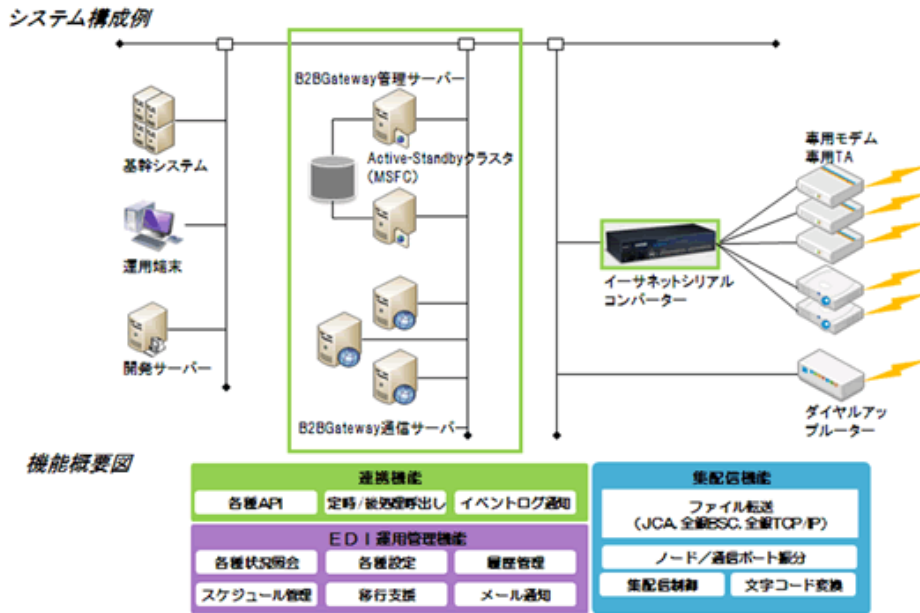 システム構成例
B2BGateway管理サーバー
専用モデム
専用TA
基幹システム
Active-Standbyクラスタ
(MSFC)
運用端末
イーサネットシリアル
コンバーター
開発サーバー
ダイヤルアッ
プルーター
B2BGateway通信サーバー
機能概要図
連携機能
各種API
定時/後処理呼出し
イベントログ通知
EDI運用管理機能
各種状況照会
各種設定
履歴管理
スケジュール管理
移行支援
メール通知
集配信機能
ファイル転送
(JCA, 全銀BSC, 全銀TCP/IP)
ノード/通信ポート振分
集配信制御
文字コード変換